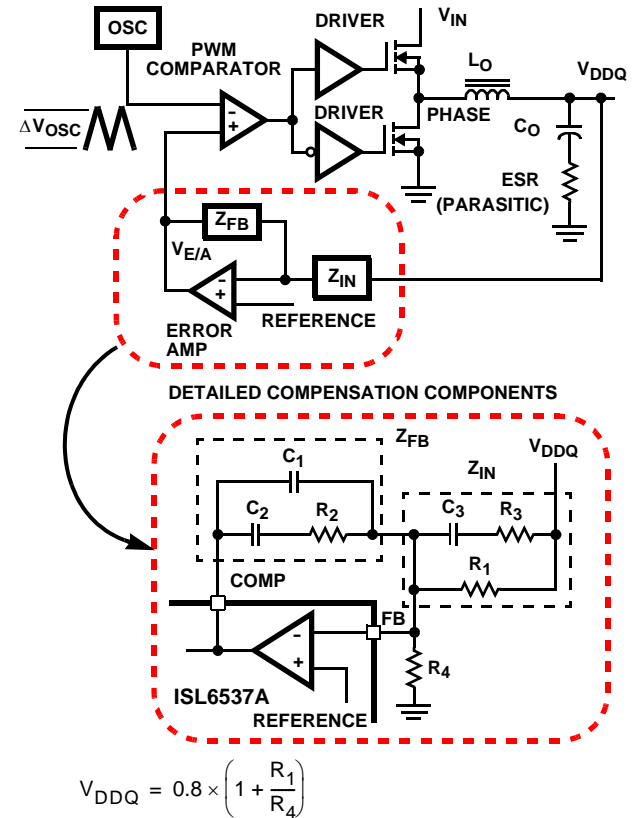 OSC
PWM
COMPARATOR
DRIVER
DRIVER
V_IN
L_O
V_DDQ
PHASE
C_O
ESR
(PARASITIC)
ΔV_OSC
-
+
Z_FB
V_E/A
-
+
Z_IN
REFERENCE
ERROR
AMP
DETAILED COMPENSATION COMPONENTS
Z_FB
V_DDQ
Z_IN
C_1
C_2
R_2
C_3
R_3
R_1
COMP
FB
-
+
R_4
ISL6537A
REFERENCE
V_DDQ = 0.8 × (1 + R_1/R_4)